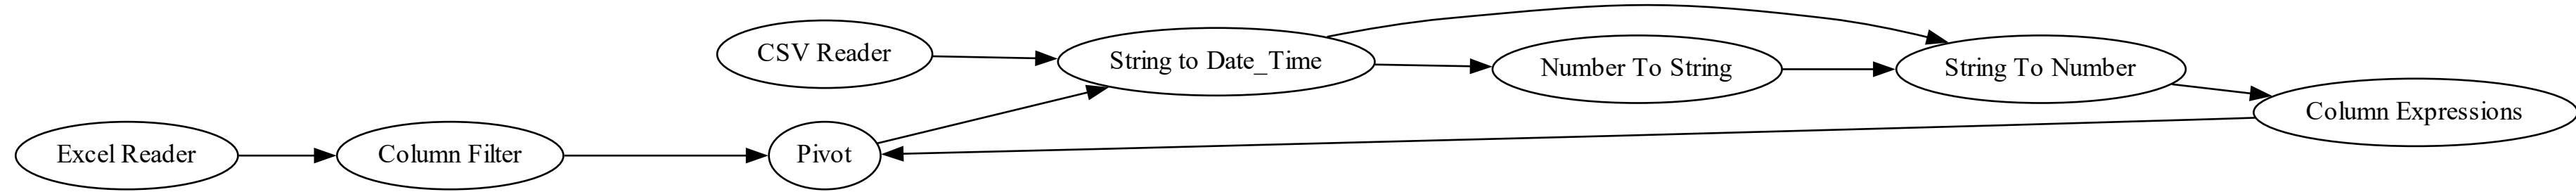 CSV Reader
String to Date_Time
Number To String
String To Number
Column Expressions
Excel Reader
Column Filter
Pivot